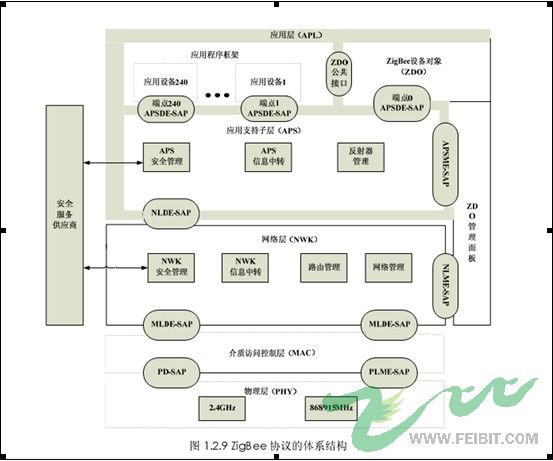 应用层（APL）
应用程序框架
应用设备240
应用设备1
ZDO
公共
接口
ZigBee设备对象
（ZDO）
端点240
APSDE-SAP
端点1
APSDE-SAP
端点0
APSDE-SAP
应用支持子层（APS）
APS
安全管理
APS
信息中转
反射器
管理
APSME-SAP
安全
服务
供应商
ZDO管理面板
NLDE-SAP
网络层（NWK）
NWK
安全管理
NWK
信息中转
路由管理
网络管理
NLME-SAP
MLDE-SAP
MLDE-SAP
介质访问控制层（MAC）
PD-SAP
PLME-SAP
物理层（PHY）
2.4GHz
868/915MHz
WWW.FEIBIT.COM
图 1.2.9 ZigBee 协议的体系结构